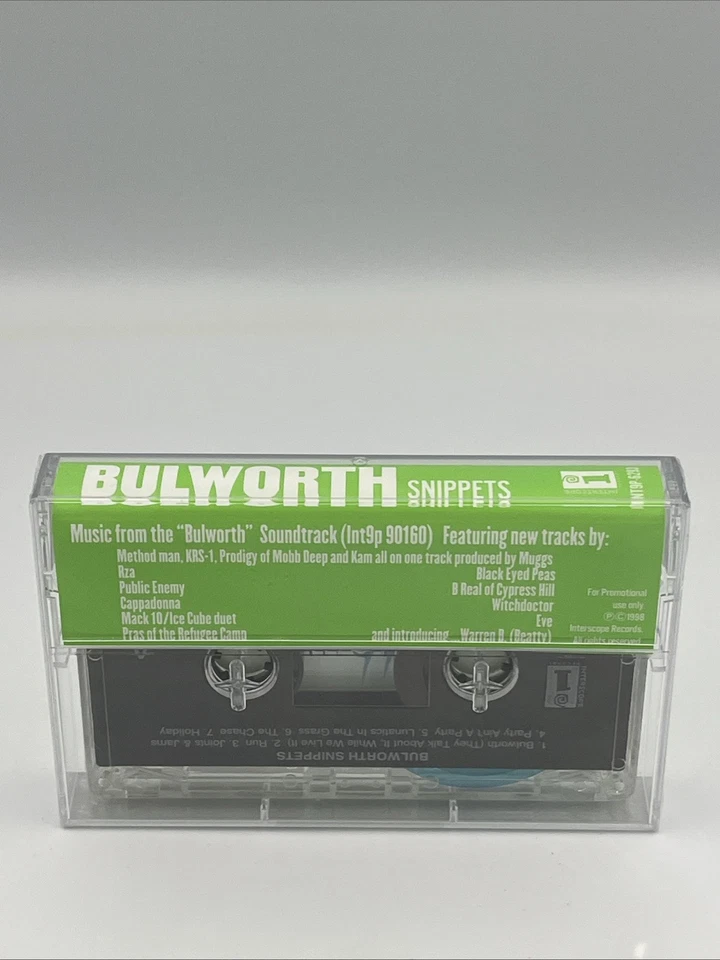 BULWORTH SNIPPETS
Music from the "Bulworth" Soundtrack (Int9p 90160) Featuring new tracks by:
Method man, KRS-1, Prodigy of Mobb Deep and Kam all on one track produced by Muggs
Rza
Public Enemy
Cappadonna
Mack 10/Ice Cube duet
Pras of the Refugee Camp
Black Eyed Peas
B Real of Cypress Hill
Witchdoctor
Eve
and introducing Warren B. (Beatty)
For Promotional
use only.
℗©1998
Interscope Records.
All rights reserved.
INTERSCOPE
BULWORTH SNIPPETS
1. Bulworth (They Talk About It While We Live It) 2. Run 3. Joints & Jams
4. Party Ain't A Party 5. Lunatics In The Grass 6. The Chase 7. Holiday